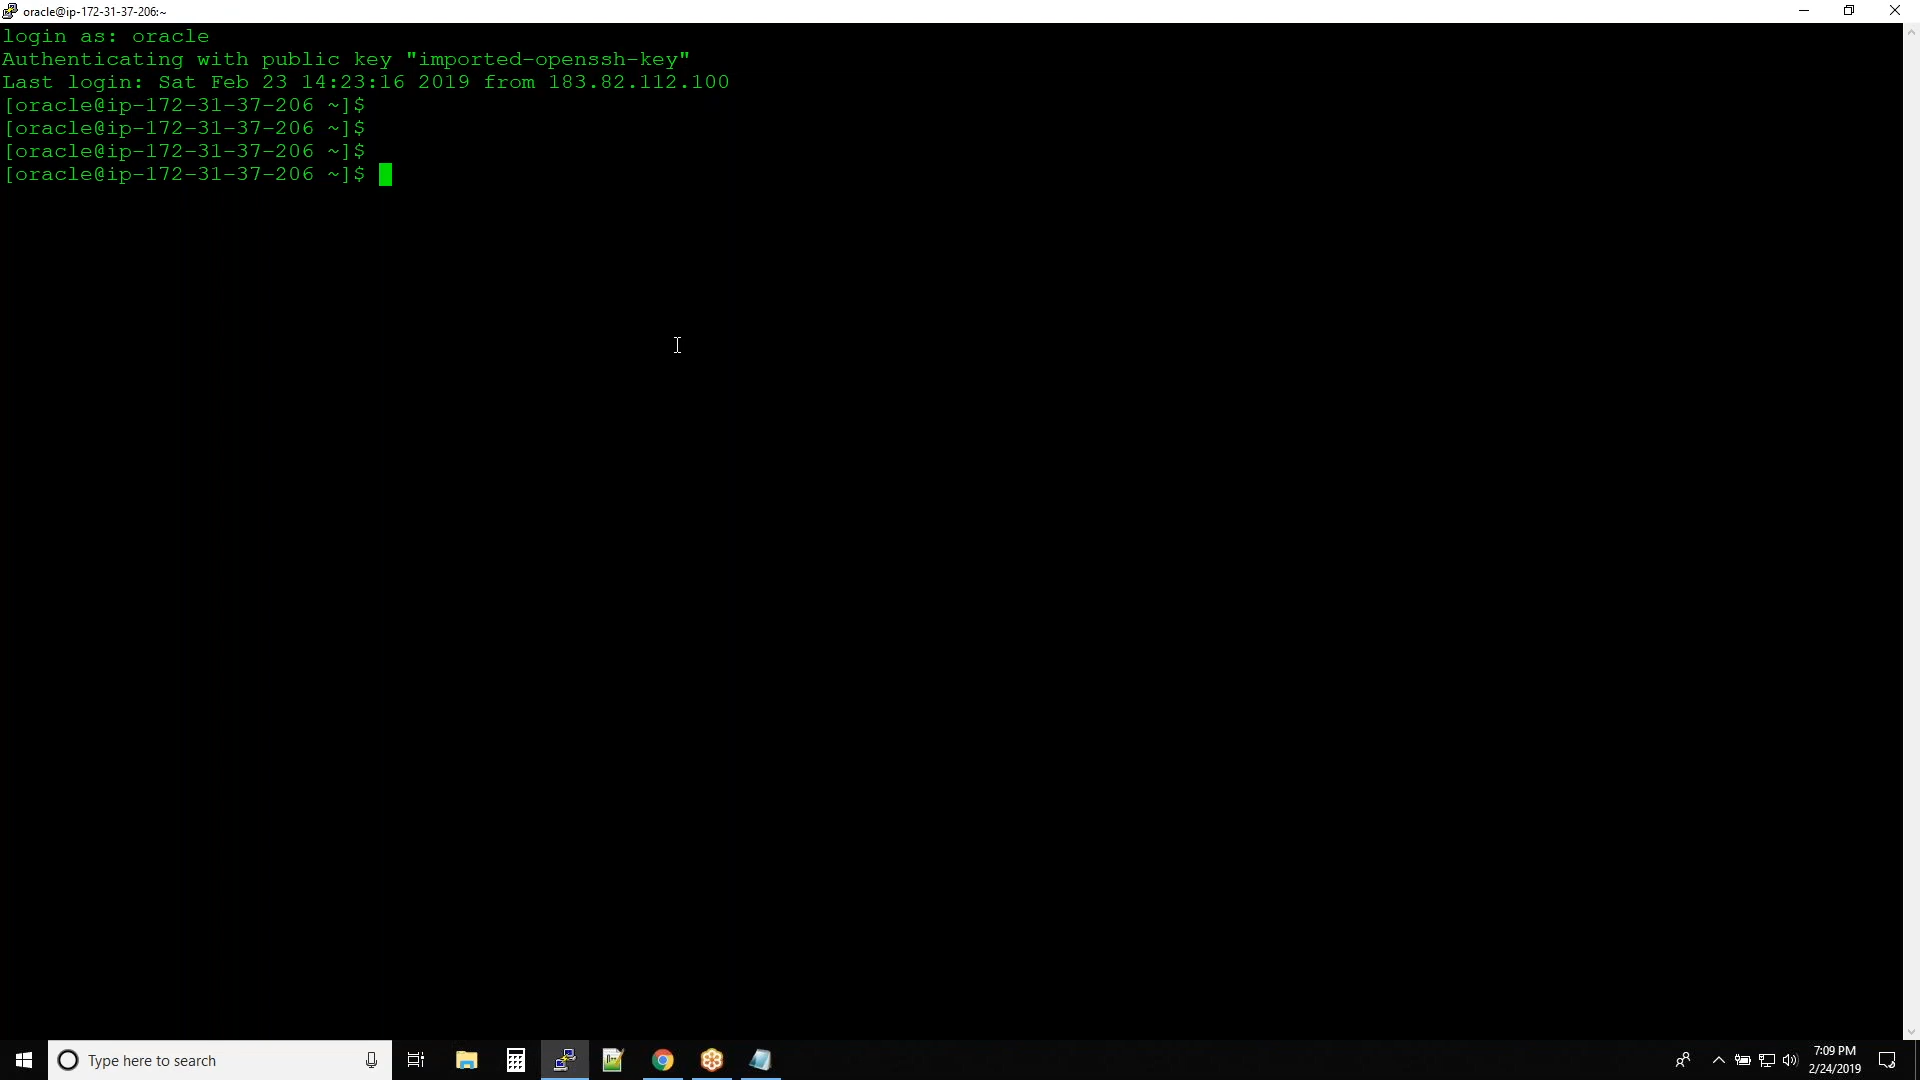 oracle@ip-172-31-37-206:~
login as: oracle
Authenticating with public key "imported-openssh-key"
Last login: Sat Feb 23 14:23:16 2019 from 183.82.112.100
[oracle@ip-172-31-37-206 ~]$
[oracle@ip-172-31-37-206 ~]$
[oracle@ip-172-31-37-206 ~]$
[oracle@ip-172-31-37-206 ~]$
Type here to search
7:09 PM
2/24/2019